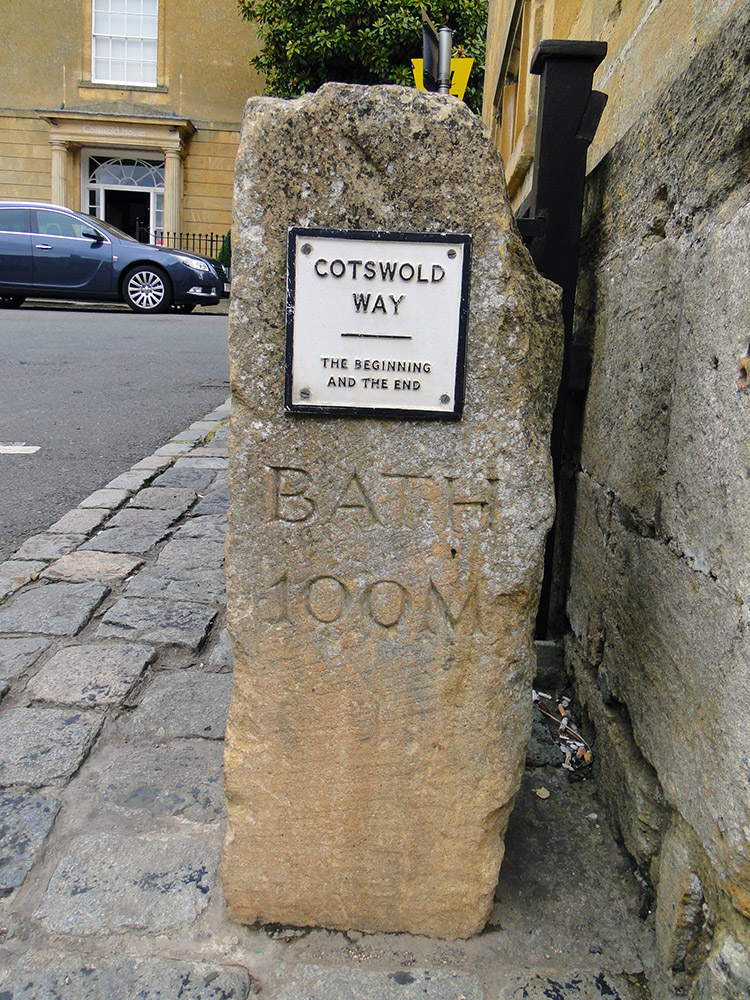 COTSWOLD
WAY
THE BEGINNING
AND THE END
BATH
100M